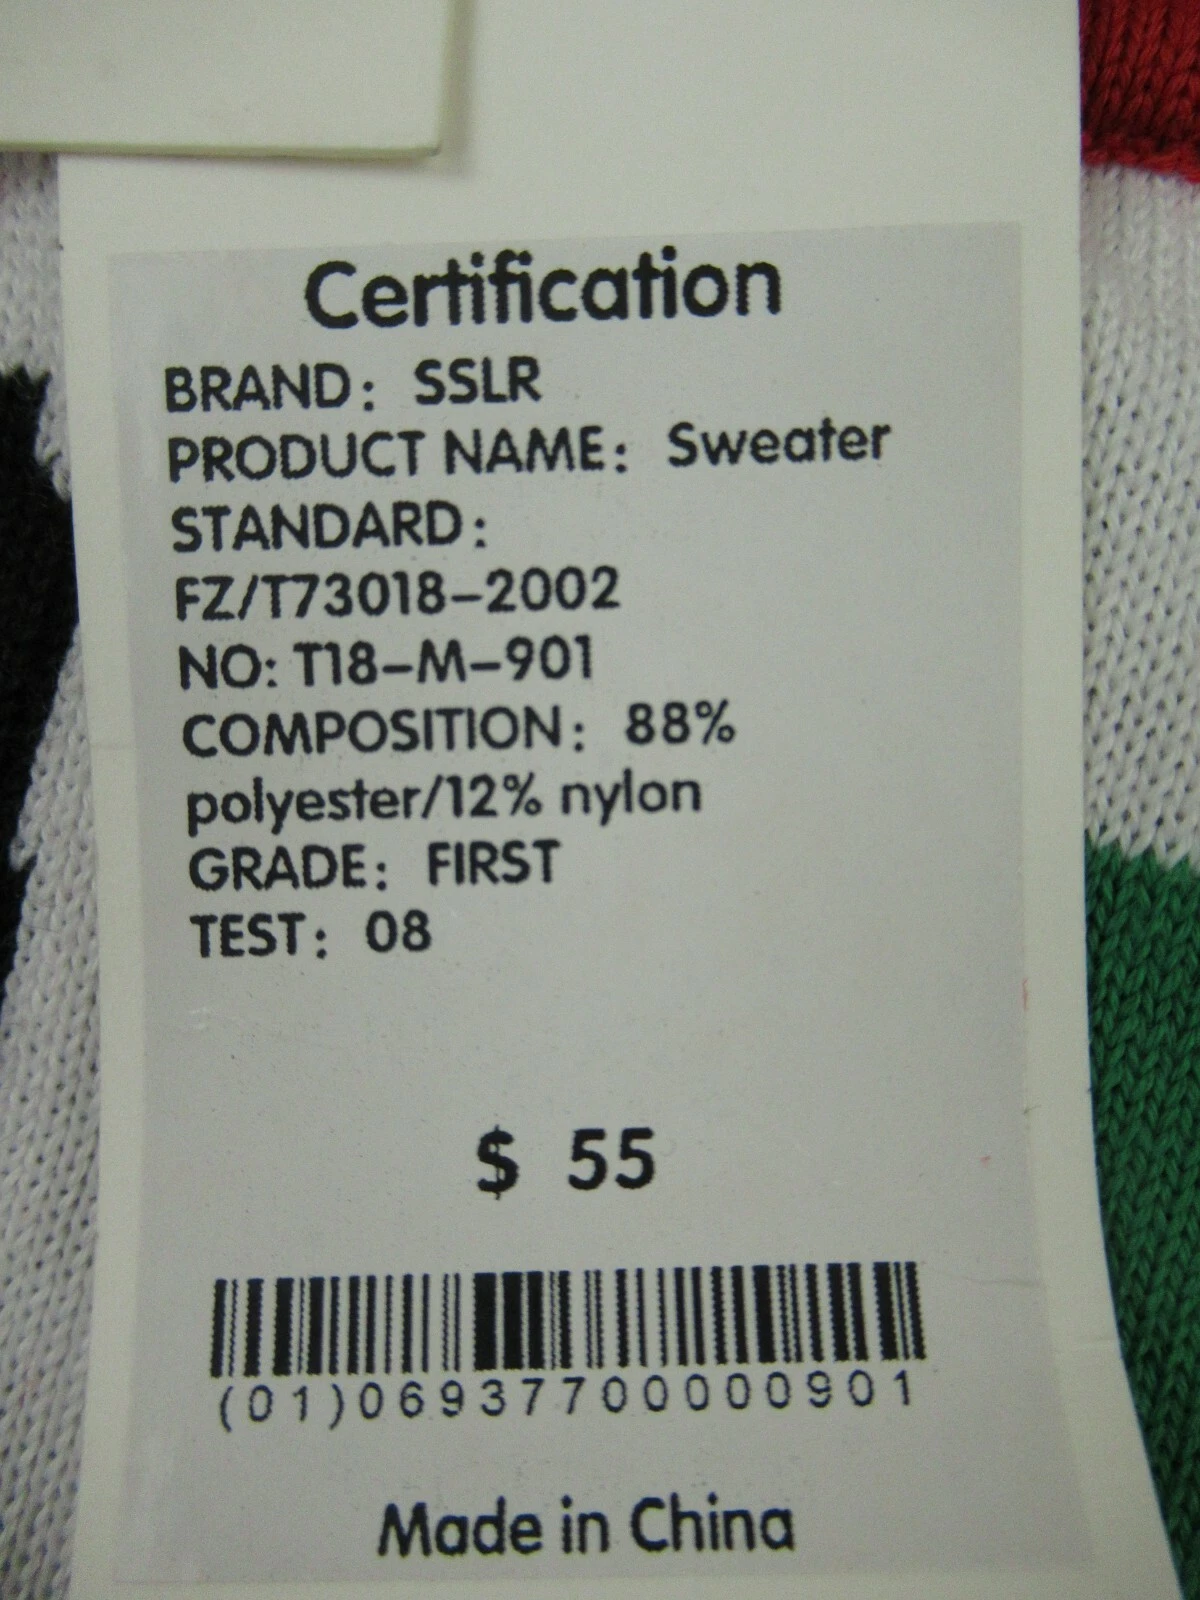 Certification
BRAND: SSLR
PRODUCT NAME: Sweater
STANDARD:
FZ/T73018-2002
NO: T18-M-901
COMPOSITION: 88%
polyester/12% nylon
GRADE: FIRST
TEST: 08
$ 55
(01)06937700000901
Made in China